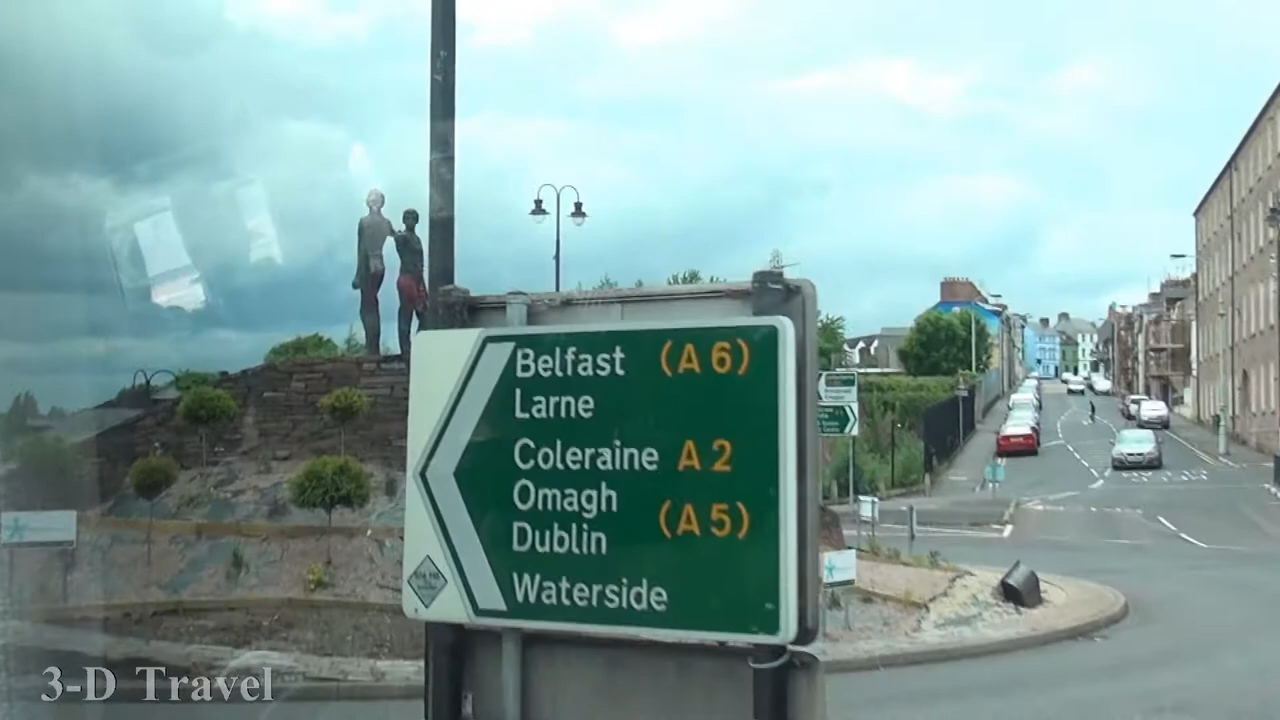 Belfast (A 6)
Larne
Coleraine A 2
Omagh
Dublin (A 5)
Waterside
3-D Travel